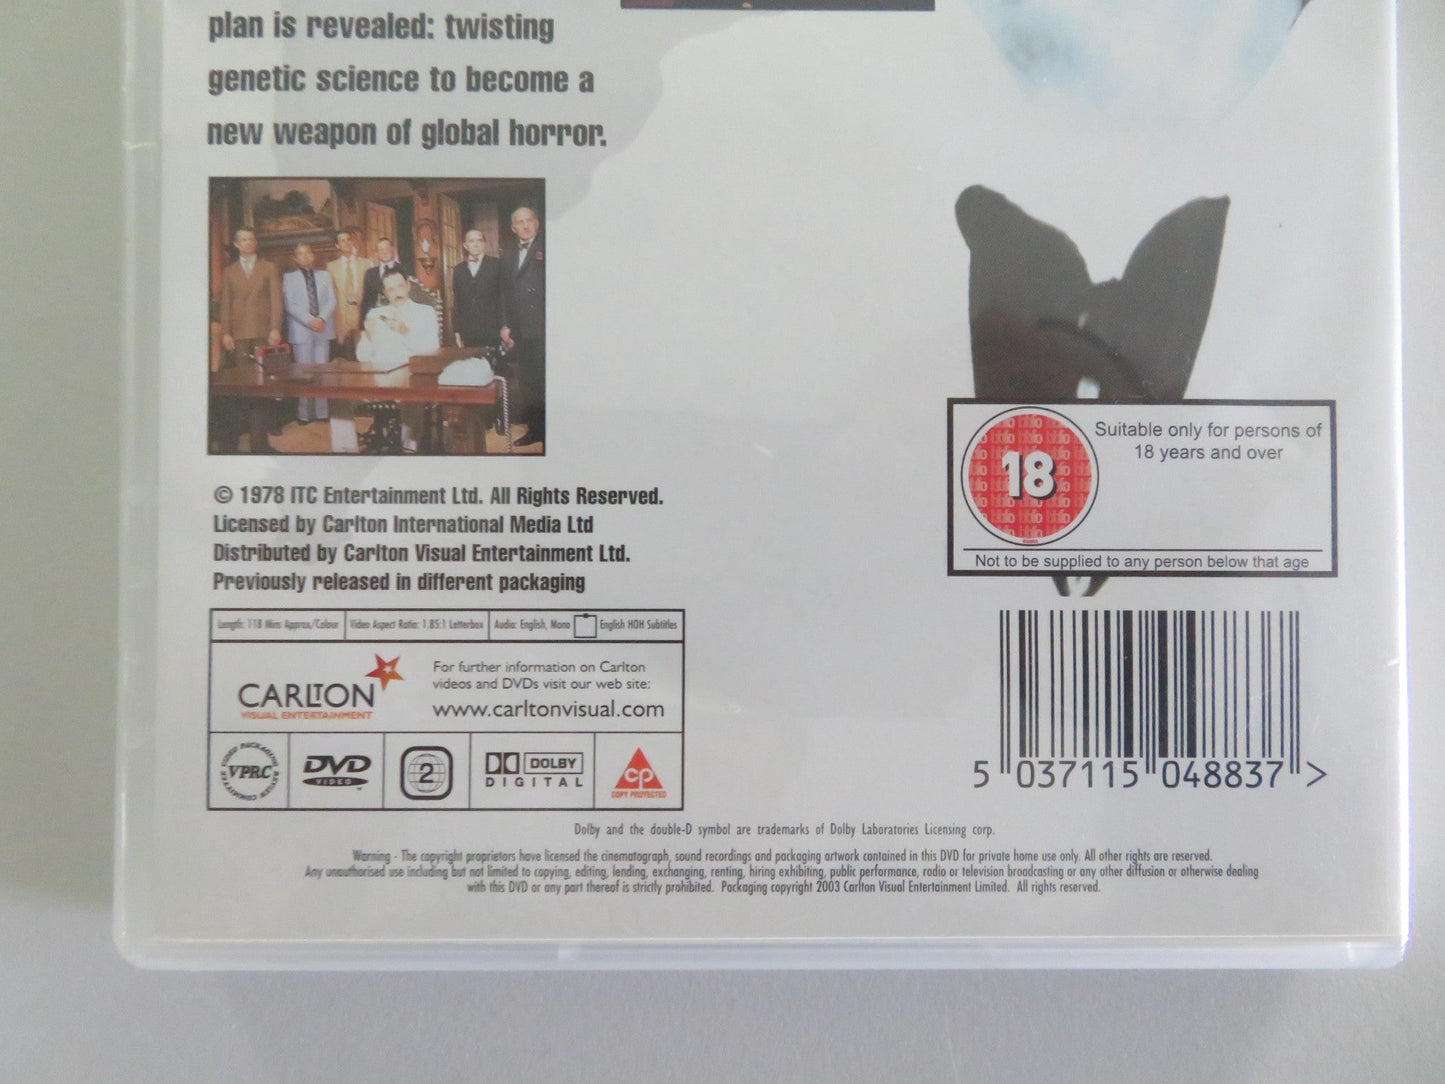 plan is revealed: twisting
genetic science to become a
new weapon of global horror.
© 1978 ITC Entertainment Ltd. All Rights Reserved.
Licensed by Carlton International Media Ltd
Distributed by Carlton Visual Entertainment Ltd.
Previously released in different packaging
Length: 118 Mins Approx/Colour
Video Aspect Ratio: 1.85:1 Letterbox
Audio: English, Mono
English HOH Subtitles
CARLTON
VISUAL ENTERTAINMENT
For further information on Carlton
videos and DVDs visit our web site:
www.carltonvisual.com
VIDEO PACKAGING REVIEW COMMITTEE
VPRC
DVD
VIDEO
2
DOLBY
DIGITAL
CP
COPY PROTECTED
18
Suitable only for persons of
18 years and over
Not to be supplied to any person below that age
5 037115 048837 >
Dolby and the double-D symbol are trademarks of Dolby Laboratories Licensing corp.
Warning - The copyright proprietors have licensed the cinematograph, sound recordings and packaging artwork contained in this DVD for private home use only. All other rights are reserved.
Any unauthorised use including but not limited to copying, editing, lending, exchanging, renting, hiring exhibiting, public performance, radio or television broadcasting or any other diffusion or otherwise dealing
with this DVD or any part thereof is strictly prohibited. Packaging copyright 2003 Carlton Visual Entertainment Limited. All rights reserved.